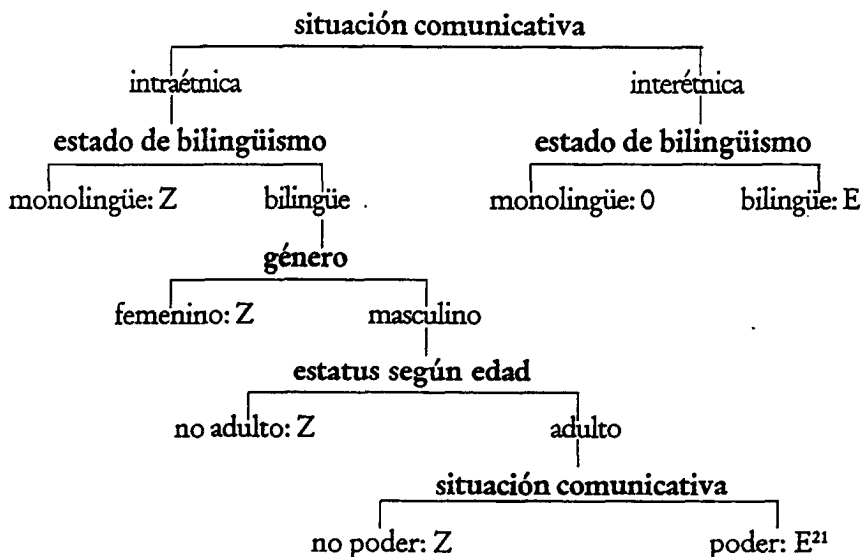 situación comunicativa
intraétnica interétnica
estado de bilingüismo estado de bilingüismo
monolingüe: Z bilingüe monolingüe: 0 bilingüe: E
género
femenino: Z masculino
estatus según edad
no adulto: Z adulto
situación comunicativa
no poder: Z poder: E²¹